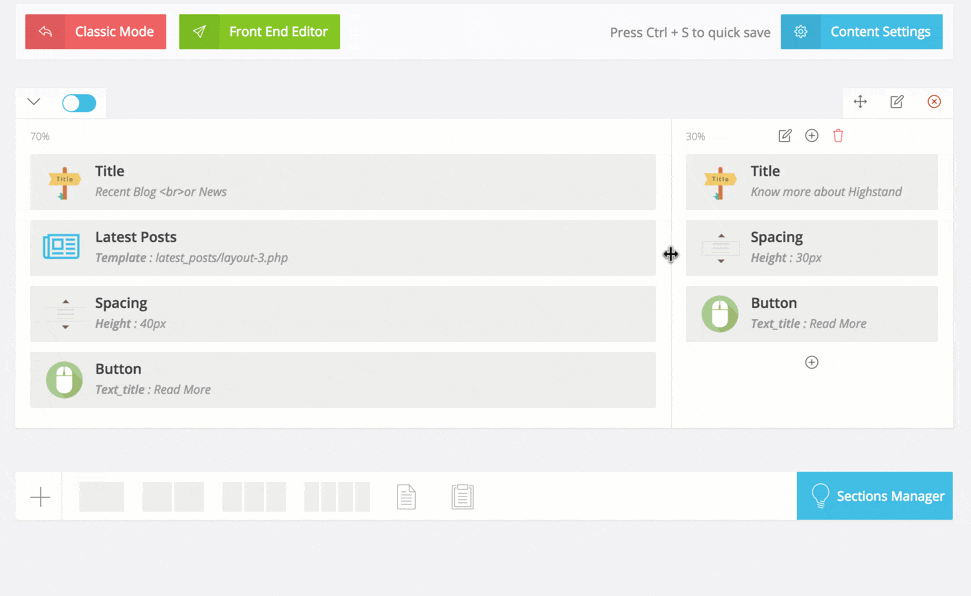 Classic Mode
Front End Editor
Press Ctrl + S to quick save
Content Settings
70%
Title
Title
Recent Blog <br>or News
Latest Posts
Template : latest_posts/layout-3.php
Spacing
Height : 40px
Button
Text_title : Read More
30%
Title
Title
Know more about Highstand
Spacing
Height : 30px
Button
Text_title : Read More
Sections Manager